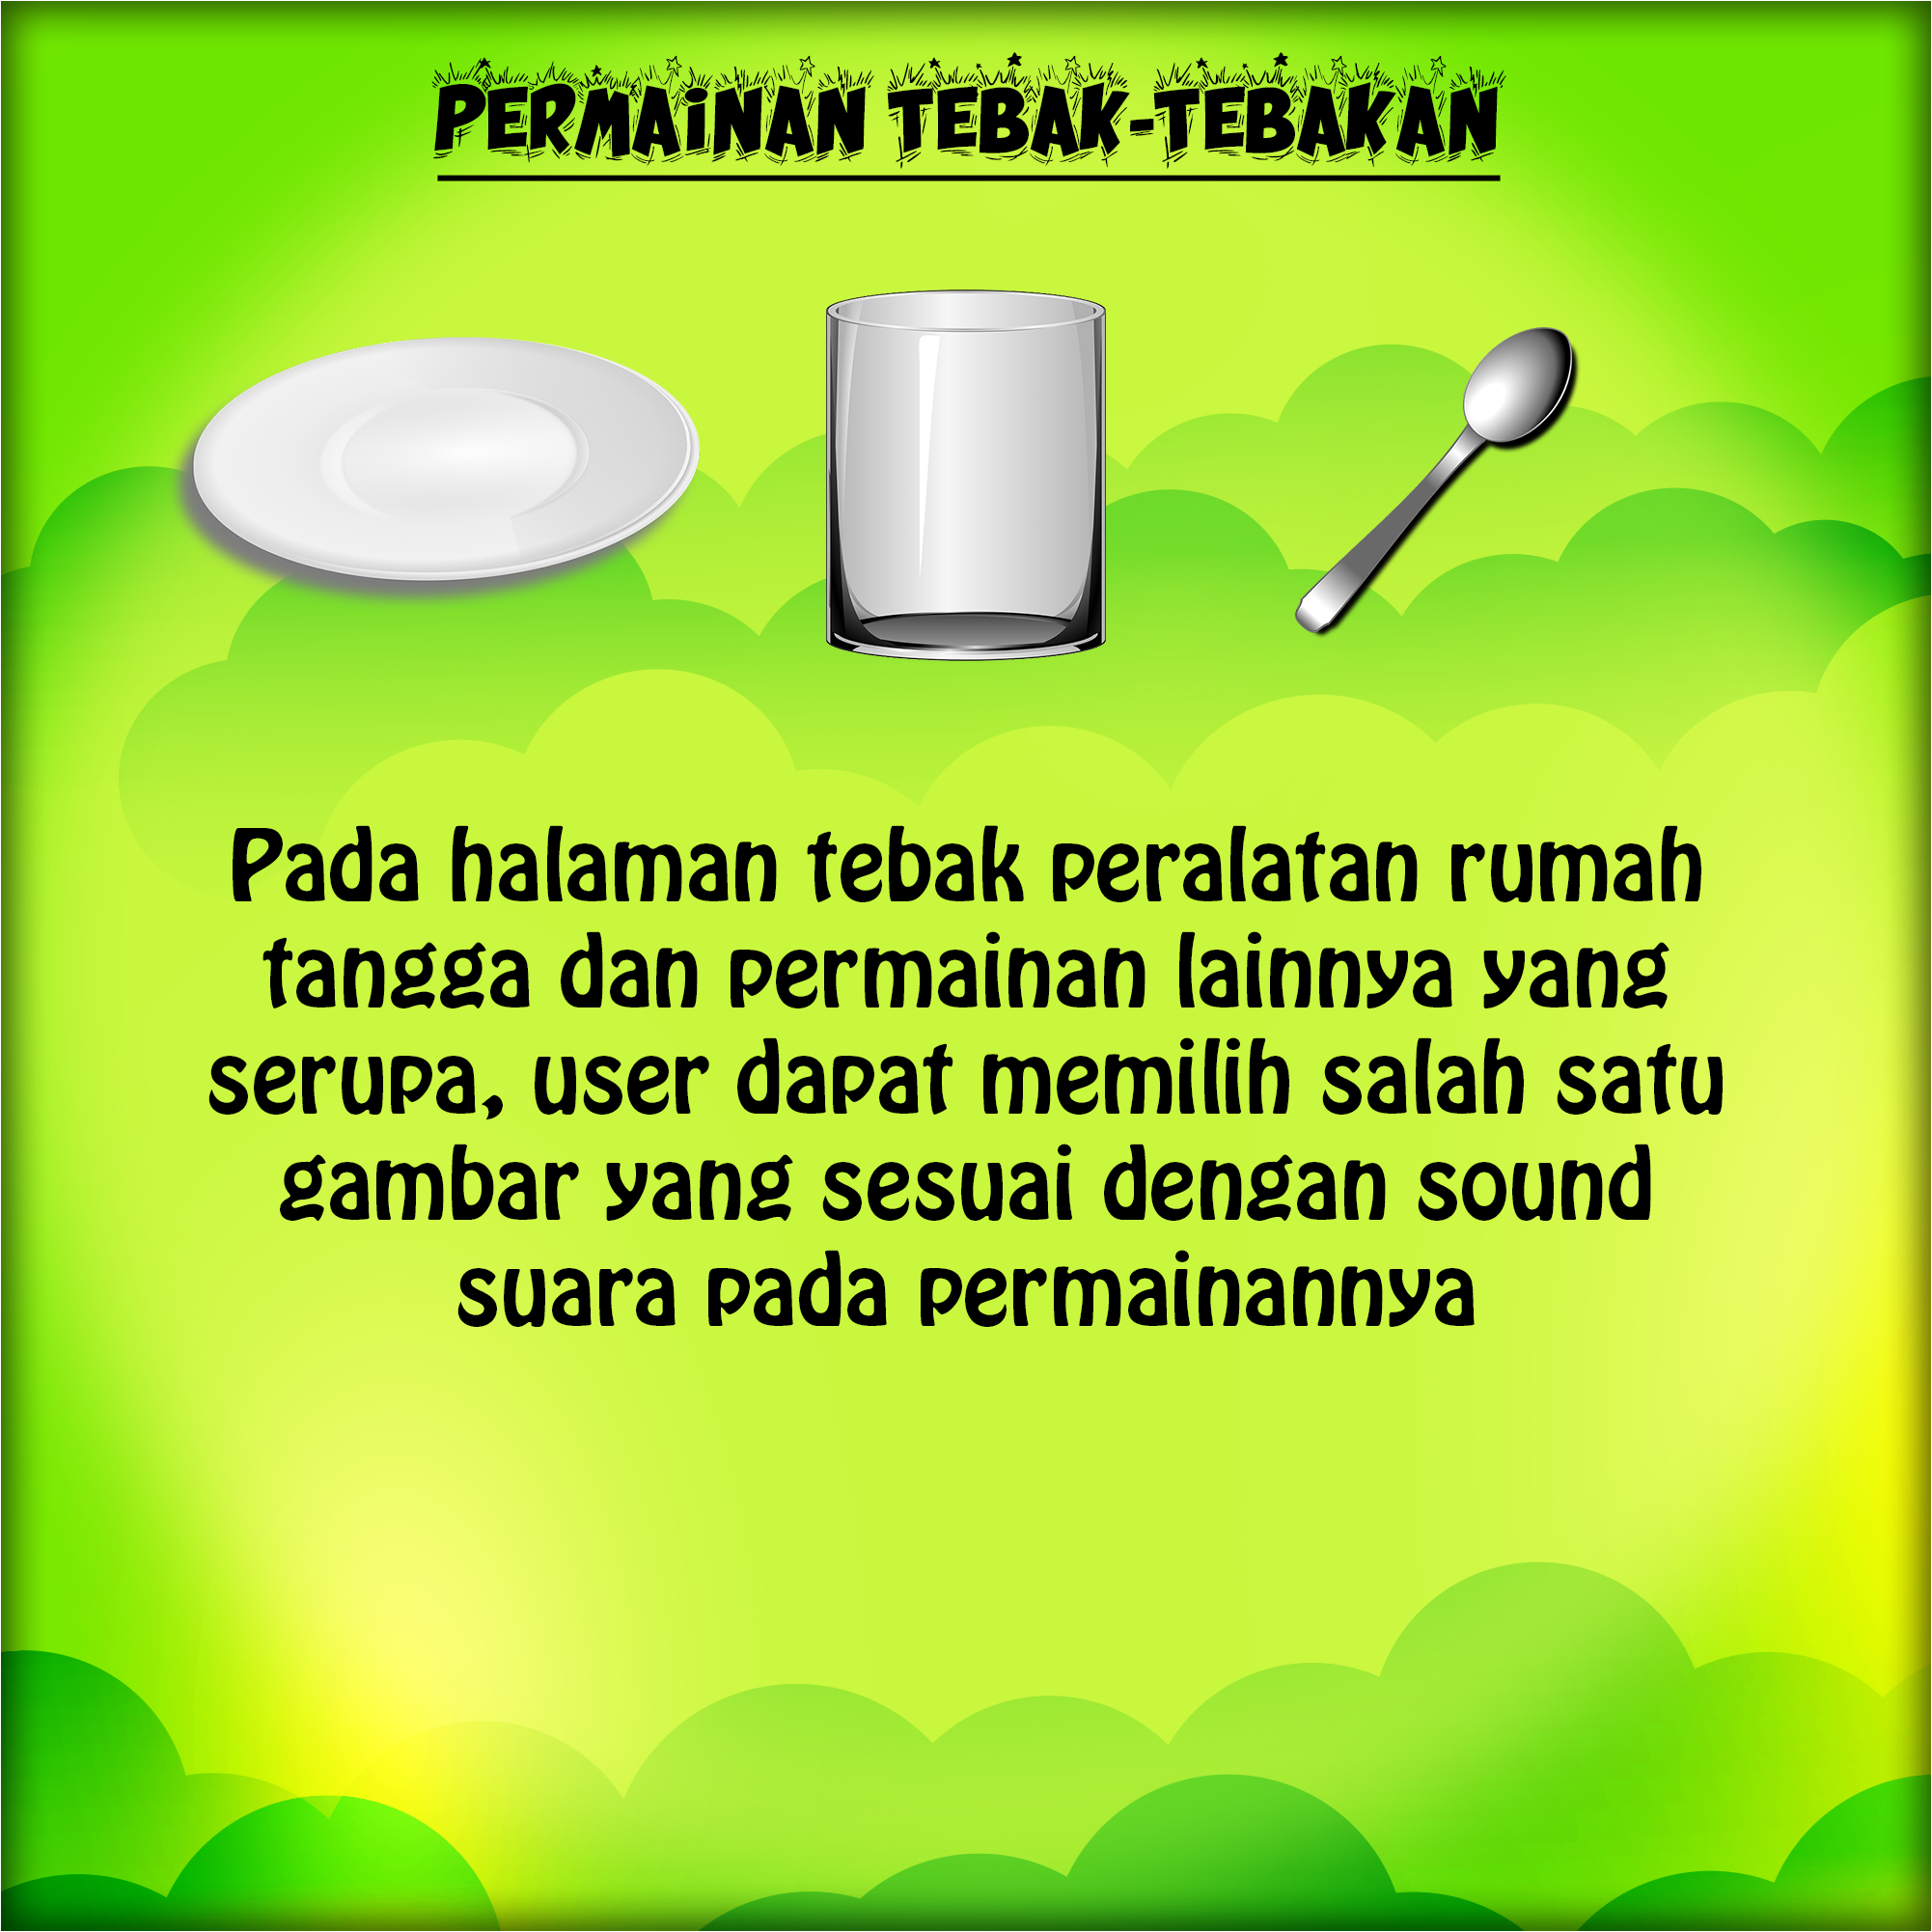 PERMAINAN TEBAK-TEBAKAN
Pada halaman tebak peralatan rumah
tangga dan permainan lainnya yang
serupa, user dapat memilih salah satu
gambar yang sesuai dengan sound
suara pada permainannya